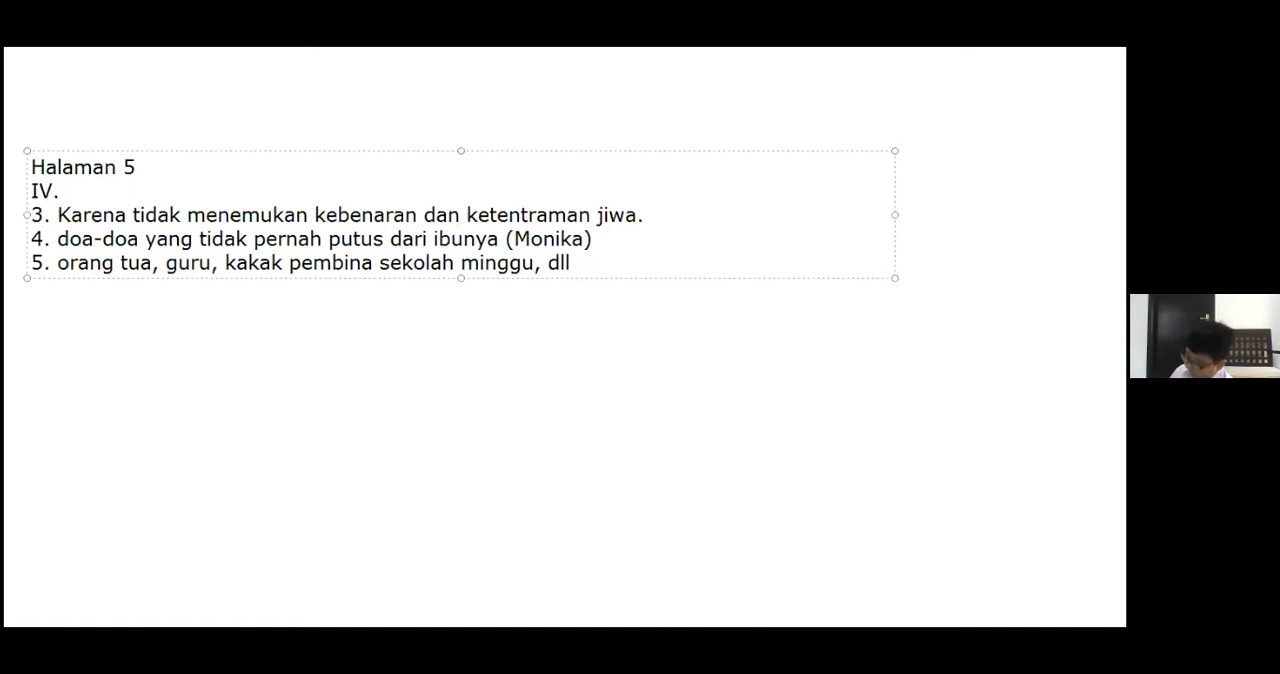 Halaman 5
IV.
3. Karena tidak menemukan kebenaran dan ketentraman jiwa.
4. doa-doa yang tidak pernah putus dari ibunya (Monika)
5. orang tua, guru, kakak pembina sekolah minggu, dll